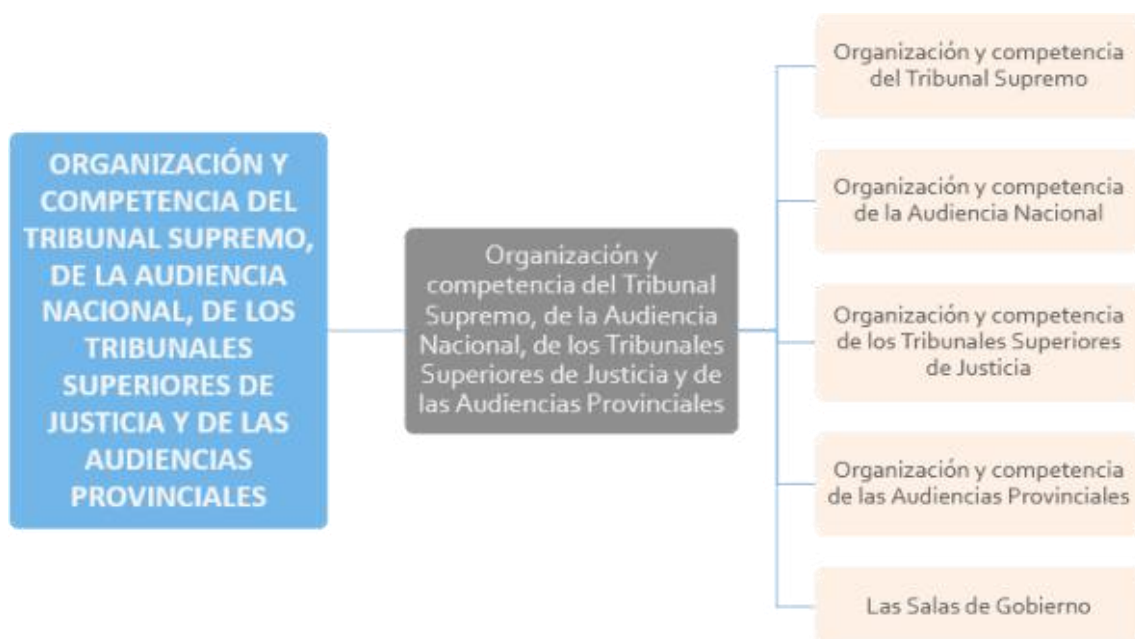 ORGANIZACIÓN Y
COMPETENCIA DEL
TRIBUNAL SUPREMO,
DE LA AUDIENCIA
NACIONAL, DE LOS
TRIBUNALES
SUPERIORES DE
JUSTICIA Y DE LAS
AUDIENCIAS
PROVINCIALES
Organización y
competencia del Tribunal
Supremo, de la Audiencia
Nacional, de los Tribunales
Superiores de Justicia y de
las Audiencias Provinciales
Organización y competencia
del Tribunal Supremo
Organización y competencia
de la Audiencia Nacional
Organización y competencia
de los Tribunales Superiores
de Justicia
Organización y competencia
de las Audiencias Provinciales
Las Salas de Gobierno